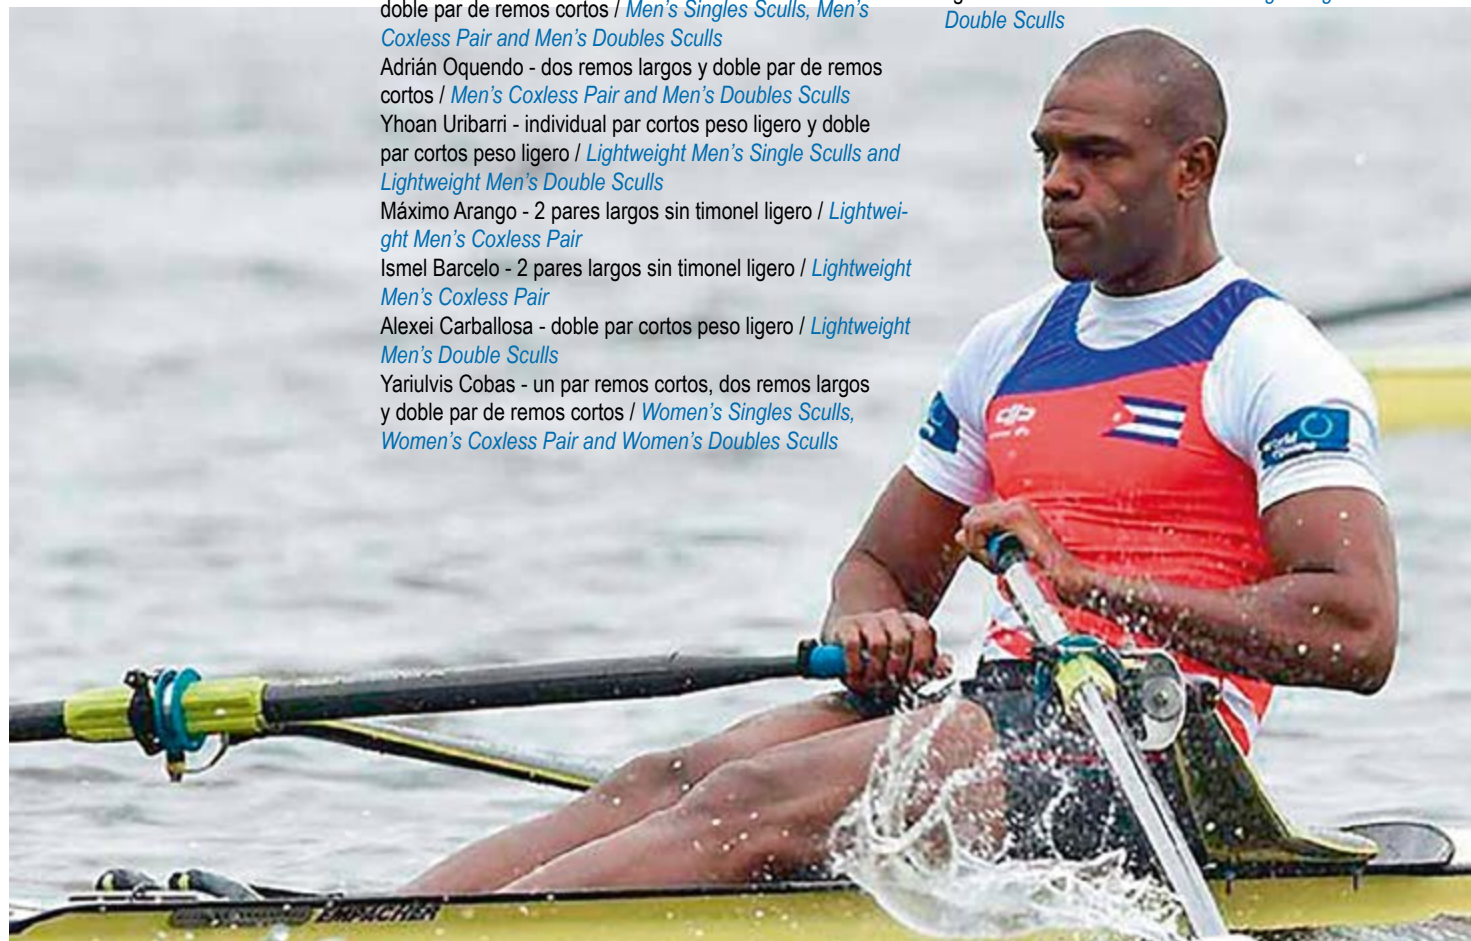 doble par de remos cortos / Men's Singles Sculls, Men's
Coxless Pair and Men's Doubles Sculls
Adrián Oquendo - dos remos largos y doble par de remos
cortos / Men's Coxless Pair and Men's Doubles Sculls
Yhoan Uribarri - individual par cortos peso ligero y doble
par cortos peso ligero / Lightweight Men's Single Sculls and
Lightweight Men's Double Sculls
Máximo Arango - 2 pares largos sin timonel ligero / Lightwei-
ght Men's Coxless Pair
Ismel Barcelo - 2 pares largos sin timonel ligero / Lightweight
Men's Coxless Pair
Alexei Carballosa - doble par cortos peso ligero / Lightweight
Men's Double Sculls
Yariulvis Cobas - un par remos cortos, dos remos largos
y doble par de remos cortos / Women's Singles Sculls,
Women's Coxless Pair and Women's Doubles Sculls
Double Sculls
World
EMPACHER